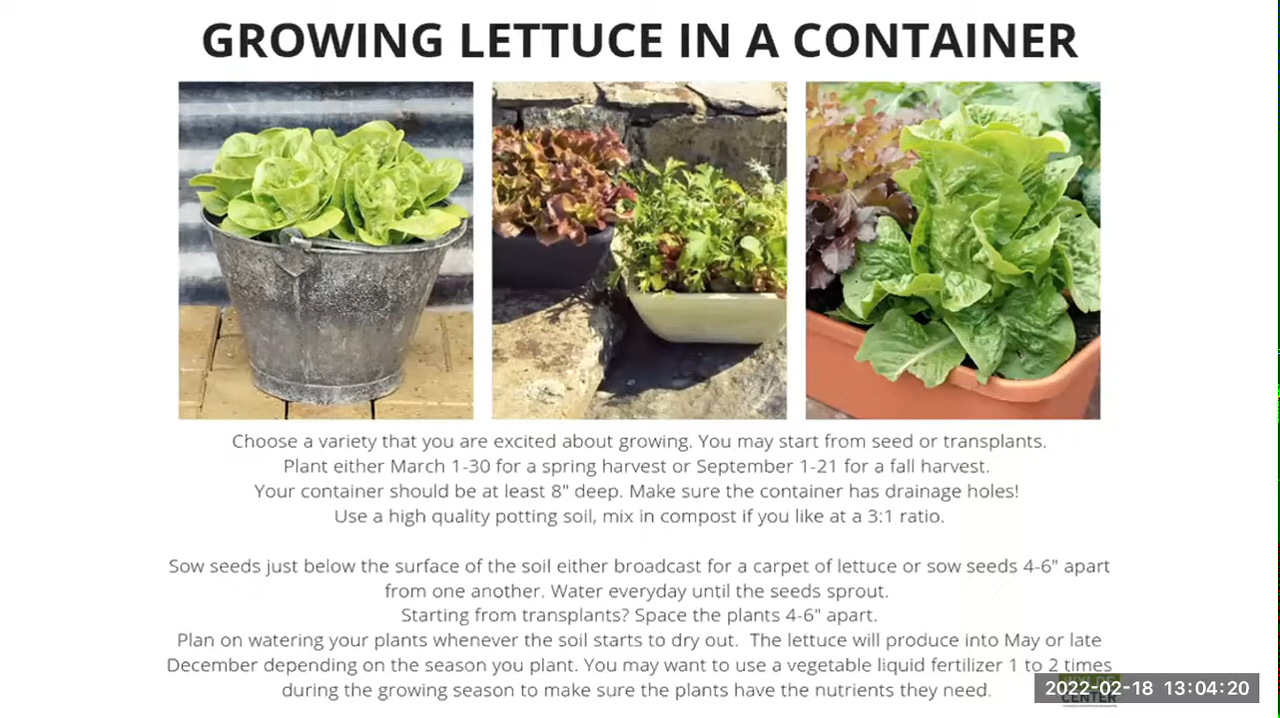 GROWING LETTUCE IN A CONTAINER
Choose a variety that you are excited about growing. You may start from seed or transplants.
Plant either March 1-30 for a spring harvest or September 1-21 for a fall harvest.
Your container should be at least 8" deep. Make sure the container has drainage holes!
Use a high quality potting soil, mix in compost if you like at a 3:1 ratio.
Sow seeds just below the surface of the soil either broadcast for a carpet of lettuce or sow seeds 4-6" apart
from one another. Water everyday until the seeds sprout.
Starting from transplants? Space the plants 4-6" apart.
Plan on watering your plants whenever the soil starts to dry out.  The lettuce will produce into May or late
December depending on the season you plant. You may want to use a vegetable liquid fertilizer 1 to 2 times
during the growing season to make sure the plants have the nutrients they need.
2022-02-18 13:04:20
CENTER